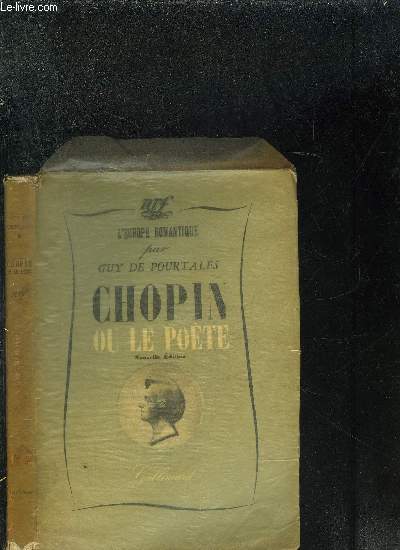 © Le-Livre.com
nrf
L'EUROPE ROMANTIQUE
par
GUY DE POURTALÈS
CHOPIN
OU LE POÈTE
Nouvelle Édition
Gallimard